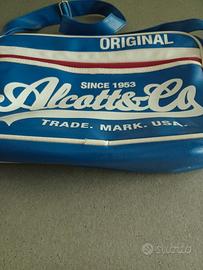 ORIGINAL
SINCE 1953
Alcott&Co
TRADE. MARK. USA.
subito